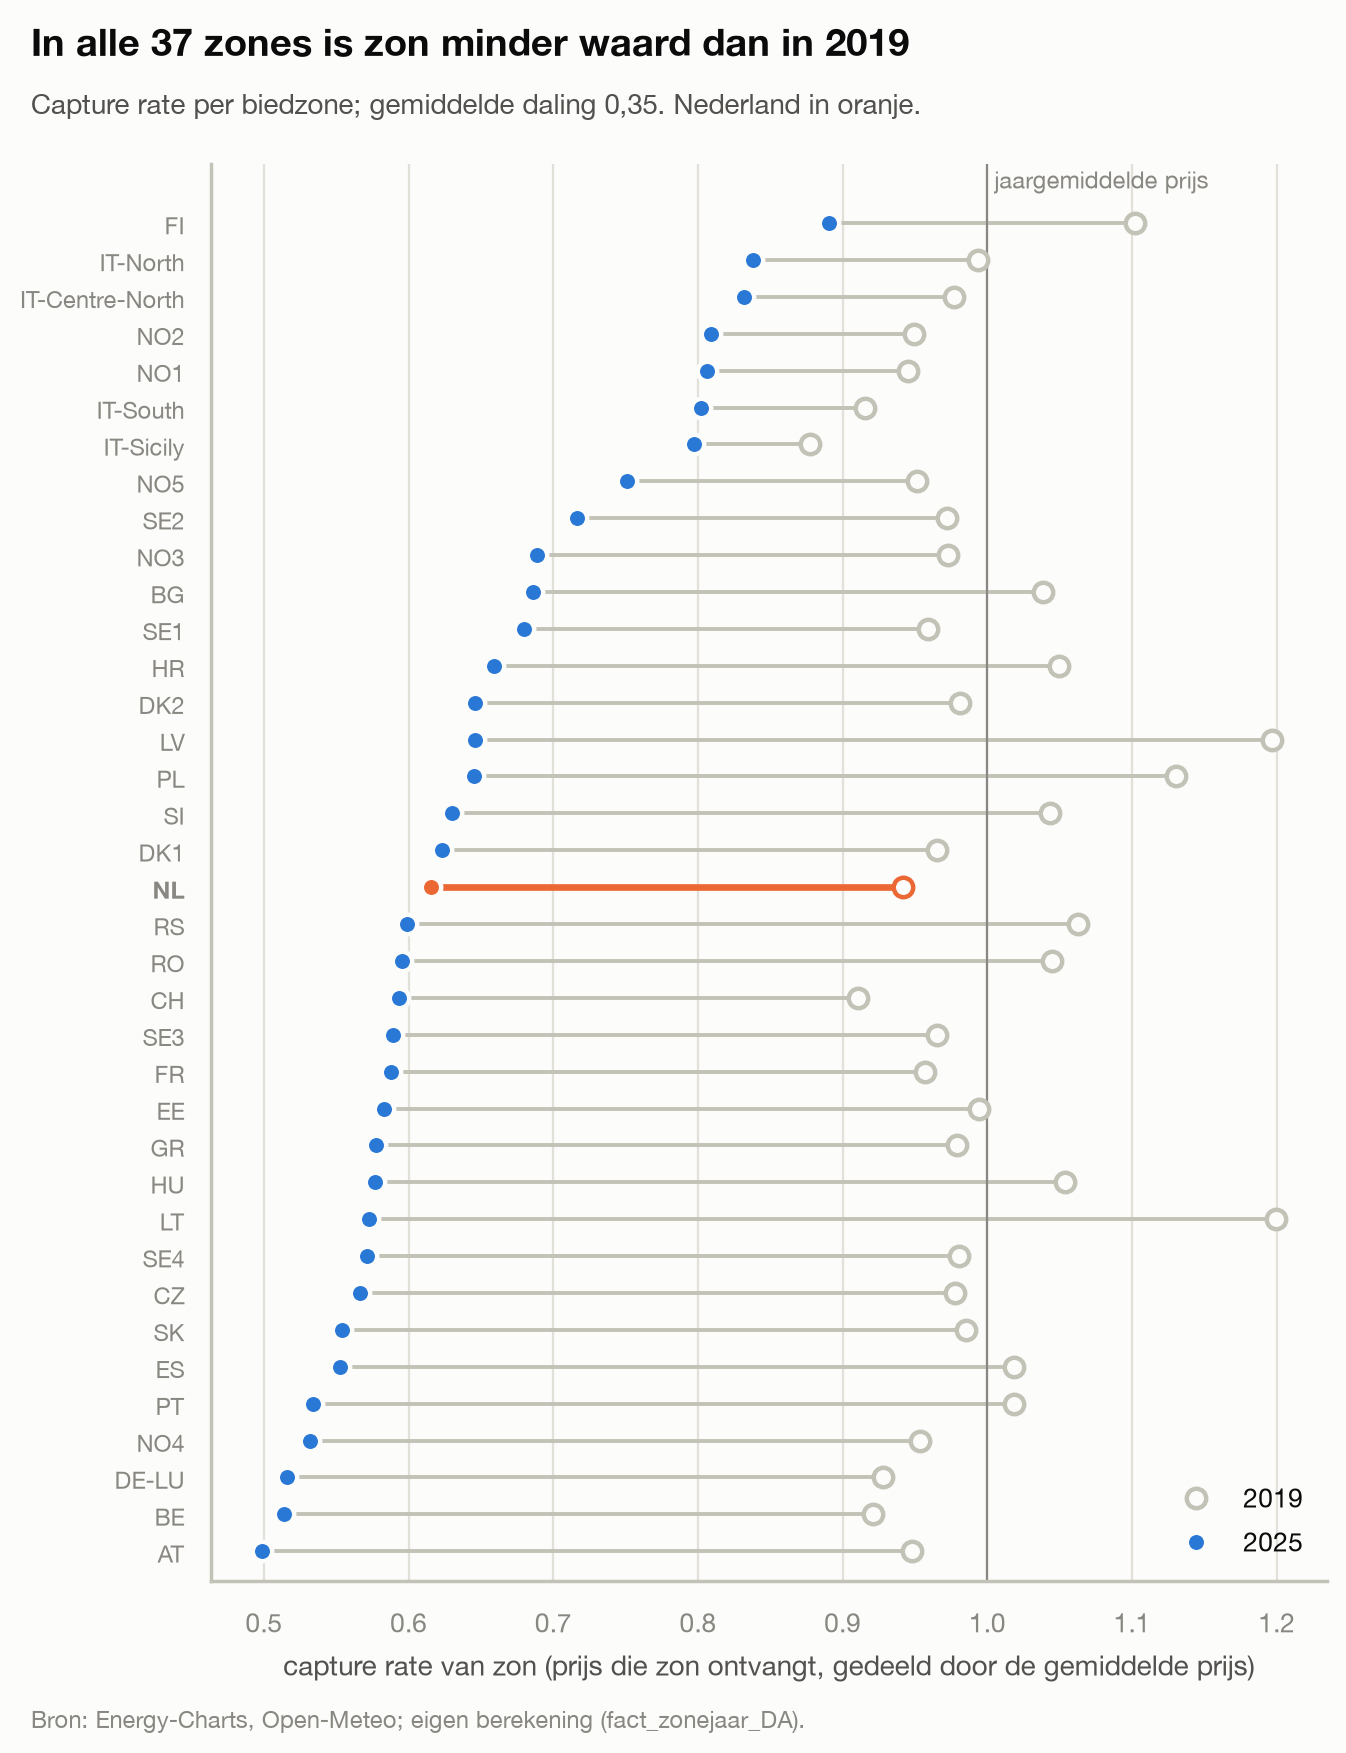 In alle 37 zones is zon minder waard dan in 2019
Capture rate per biedzone; gemiddelde daling 0,35. Nederland in oranje.
jaargemiddelde prijs
FI
IT-North
IT-Centre-North
NO2
NO1
IT-South
IT-Sicily
NO5
SE2
NO3
BG
SE1
HR
DK2
LV
PL
SI
DK1
NL
RS
RO
CH
SE3
FR
EE
GR
HU
LT
SE4
CZ
SK
ES
PT
NO4
DE-LU
BE
AT
2019
2025
0.5 0.6 0.7 0.8 0.9 1.0 1.1 1.2
capture rate van zon (prijs die zon ontvangt, gedeeld door de gemiddelde prijs)
Bron: Energy-Charts, Open-Meteo; eigen berekening (fact_zonejaar_DA).